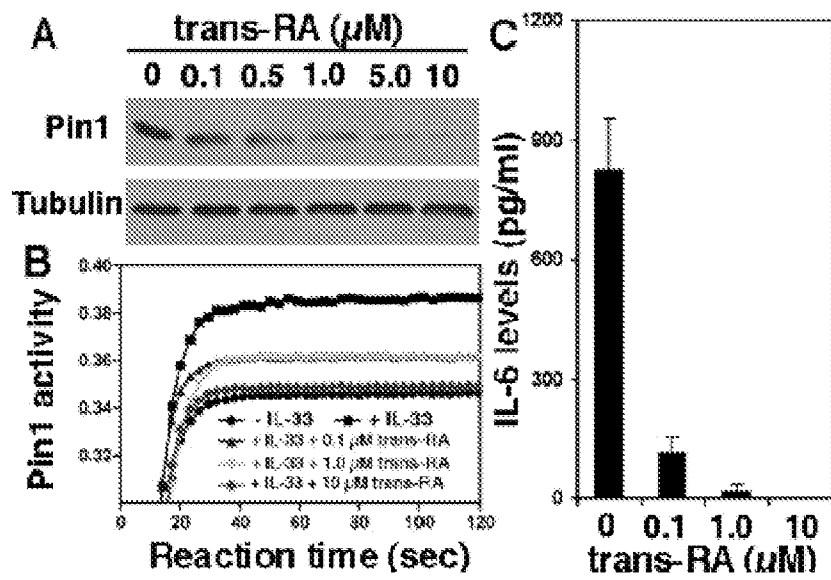 A
trans-RA (µM)
0 0.1 0.5 1.0 5.0 10
Pin1
Tubulin
B
Pin1 activity
0.40
0.38
0.36
0.34
0.32
- IL-33 + IL-33
+ IL-33 + 0.1 µM trans-RA
+ IL-33 + 1.0 µM trans-RA
+ IL-33 + 10 µM trans-RA
0 20 40 60 80 100 120
Reaction time (sec)
C
IL-6 levels (pg/ml)
1200
900
600
300
0
0 0.1 1.0 10
trans-RA (µM)